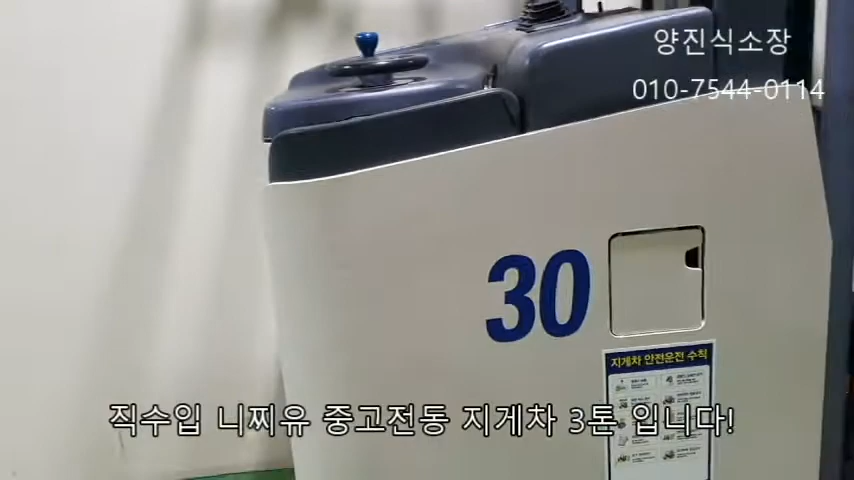 양진식소장
010-7544-0114
30
지게차 안전운전 수칙
직수입 니찌유 중고전동 지게차 3톤 입니다!